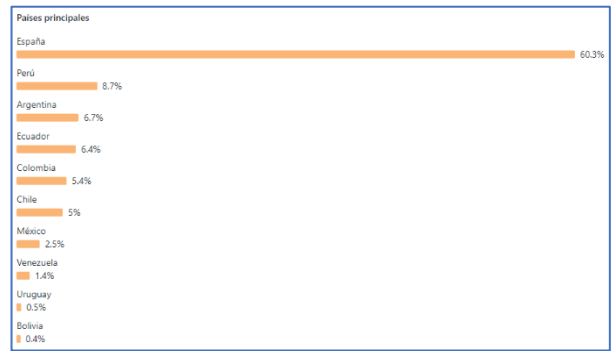 Países principales
España
60.3%
Perú
8.7%
Argentina
6.7%
Ecuador
6.4%
Colombia
5.4%
Chile
5%
México
2.5%
Venezuela
1.4%
Uruguay
0.5%
Bolivia
0.4%